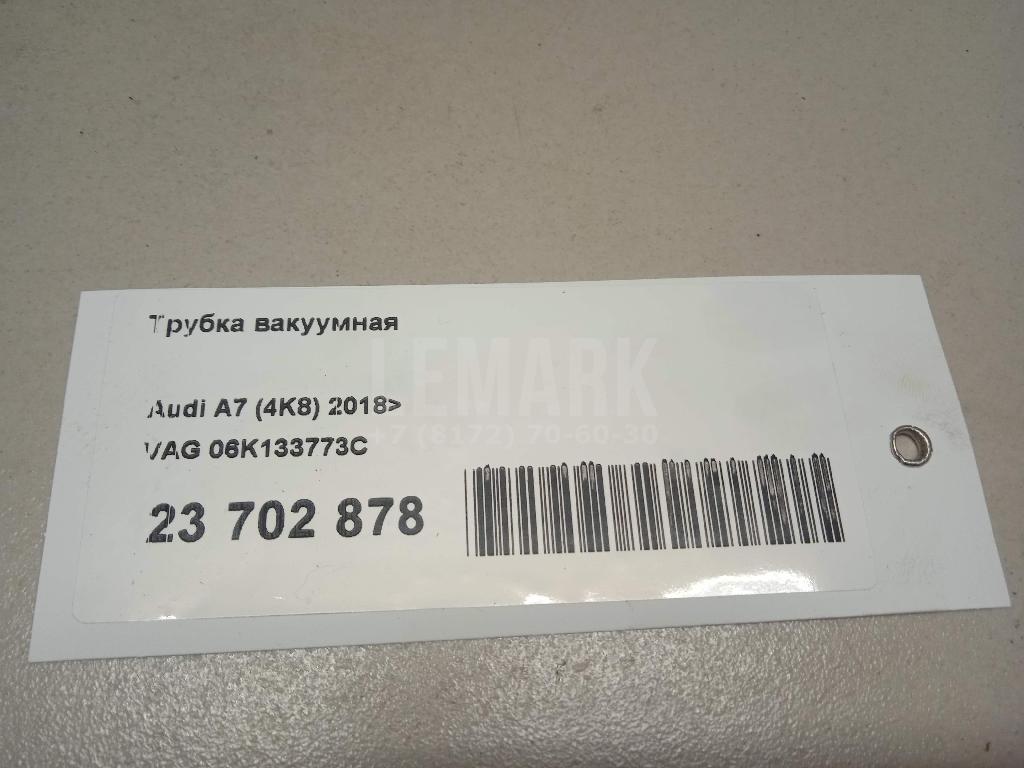 Трубка вакуумная
LEMARK
Audi A7 (4K8) 2018>
+7 (8172) 70-60-30
VAG 06K133773C
23 702 878